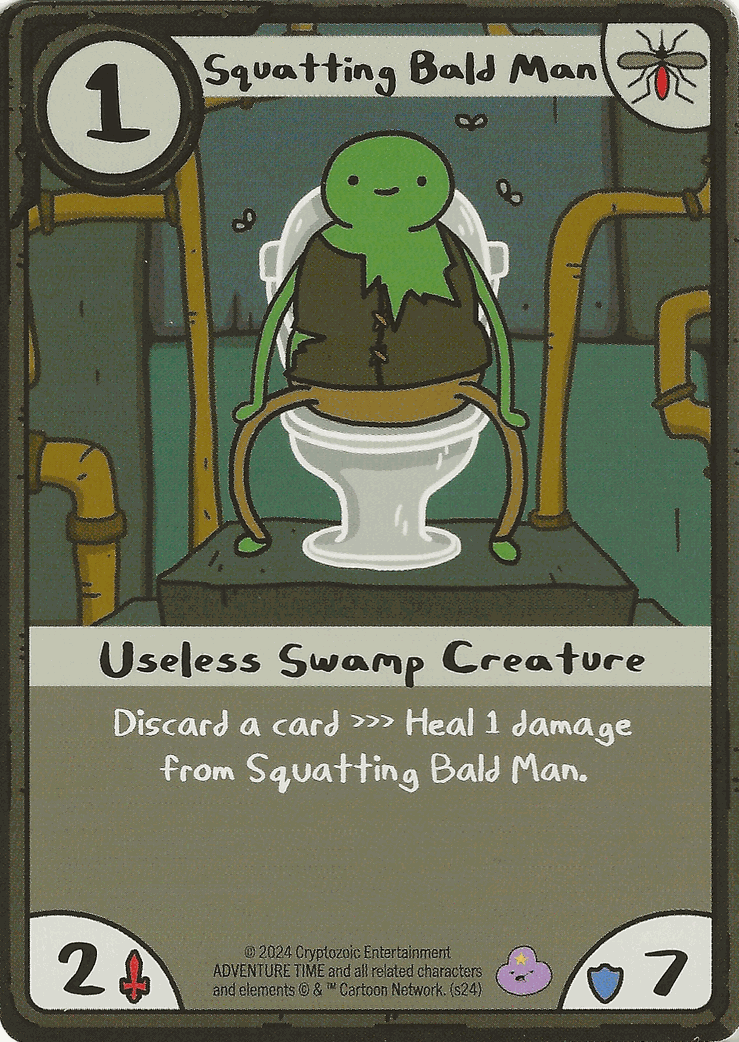 1
Squatting Bald Man
Useless Swamp Creature
Discard a card >>> Heal 1 damage
from Squatting Bald Man.
2
© 2024 Cryptozoic Entertainment
ADVENTURE TIME and all related characters
and elements © & ™ Cartoon Network. (s24)
7